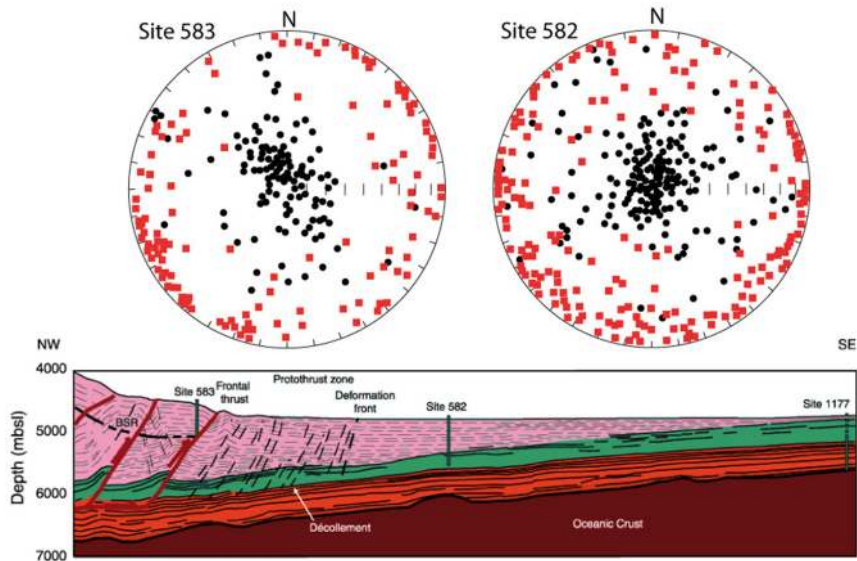 Site 583
N
Site 582
N
NW
SE
4000
5000
6000
7000
Depth (mbsl)
BSR
Site 583
Frontal
thrust
Protothrust zone
Deformation
front
Site 582
Site 1177
Décollement
Oceanic Crust